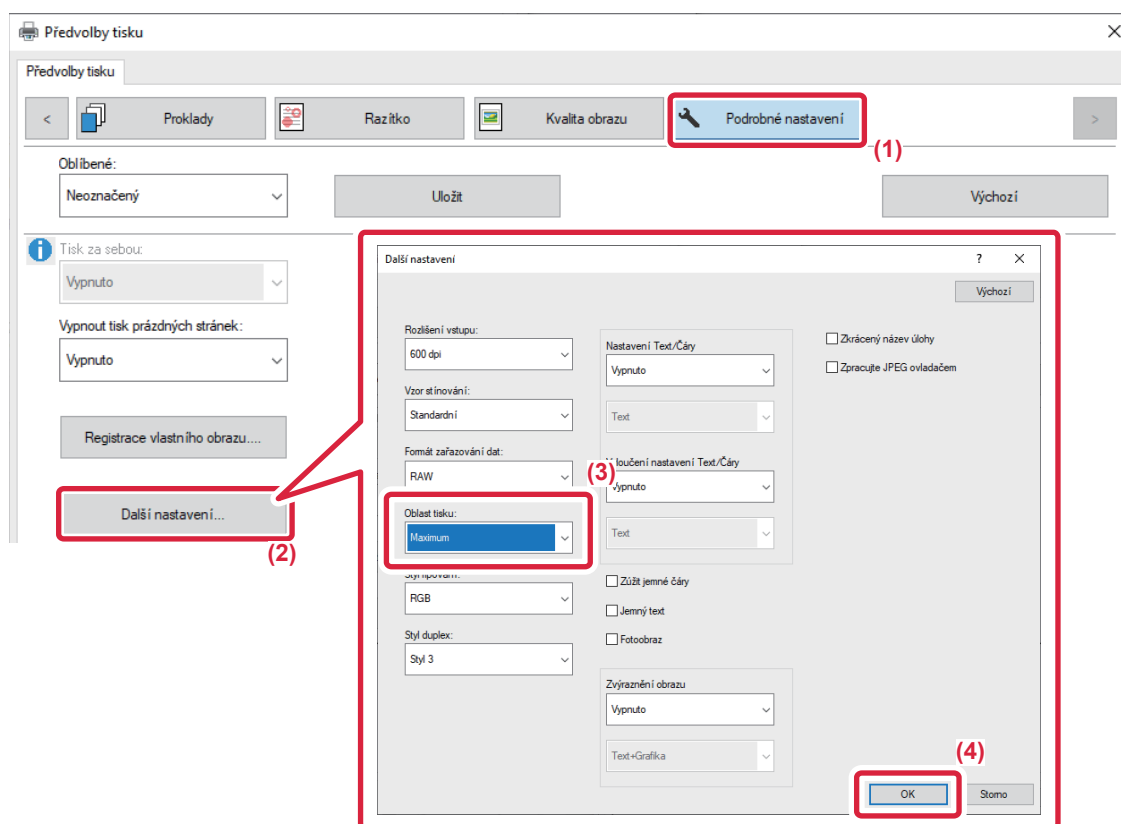 Předvolby tisku
Předvolby tisku
< Proklady Razítko Kvalita obrazu Podrobné nastavení >
(1)
Oblíbené:
Neoznačený Uložit Výchozí
Tisk za sebou:
Vypnuto
Vypnout tisk prázdných stránek:
Vypnuto
Registrace vlastního obrazu....
Další nastavení...
(2)
Další nastavení ?
Výchozí
Rozlišení vstupu:
600 dpi
Vzor stínování:
Standardní
Formát zařazování dat:
RAW
(3)
Oblast tisku:
Maximum
RGB
Styl duplex:
Styl 3
Nastavení Text/Čáry
Vypnuto
Text
loučení nastavení Text/Čáry
Vypnuto
Text
Zúžit jemné čáry
Jemný text
Fotoobraz
Zvýraznění obrazu
Vypnuto
Text+Grafika
Zkrácený název úlohy
Zpracujte JPEG ovladačem
(4)
OK Storno